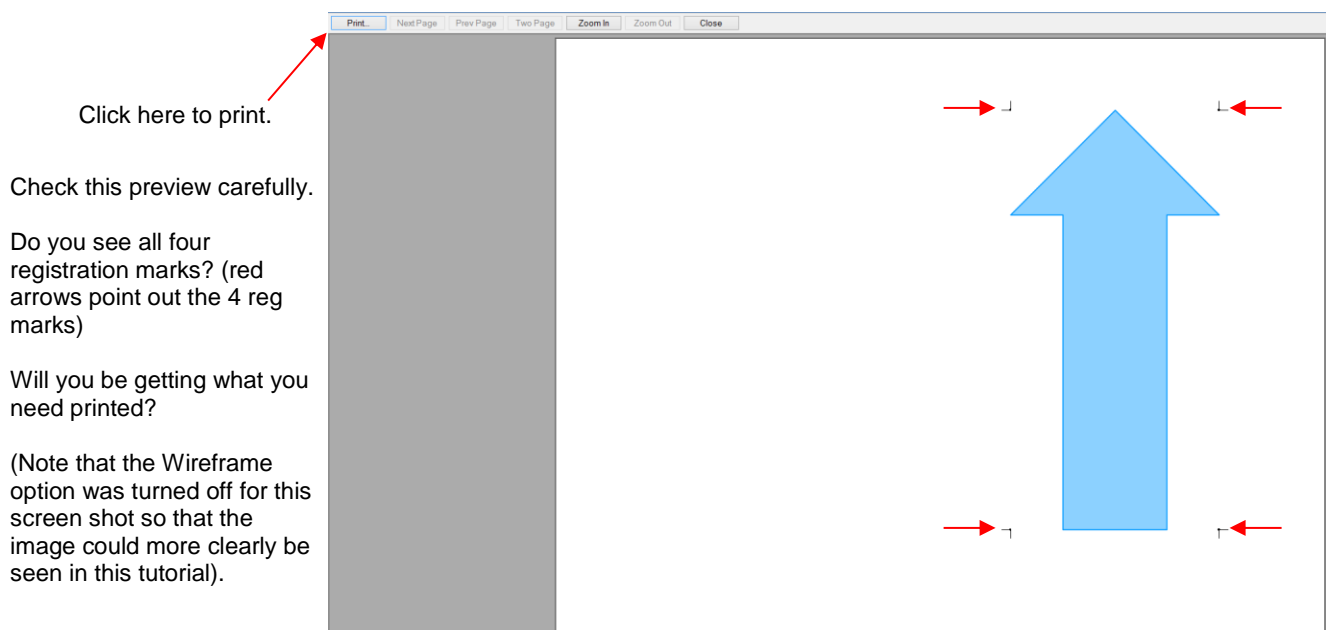 Print... Next Page Prev Page Two Page Zoom In Zoom Out Close
Click here to print.
Check this preview carefully.
Do you see all four
registration marks? (red
arrows point out the 4 reg
marks)
Will you be getting what you
need printed?
(Note that the Wireframe
option was turned off for this
screen shot so that the
image could more clearly be
seen in this tutorial).